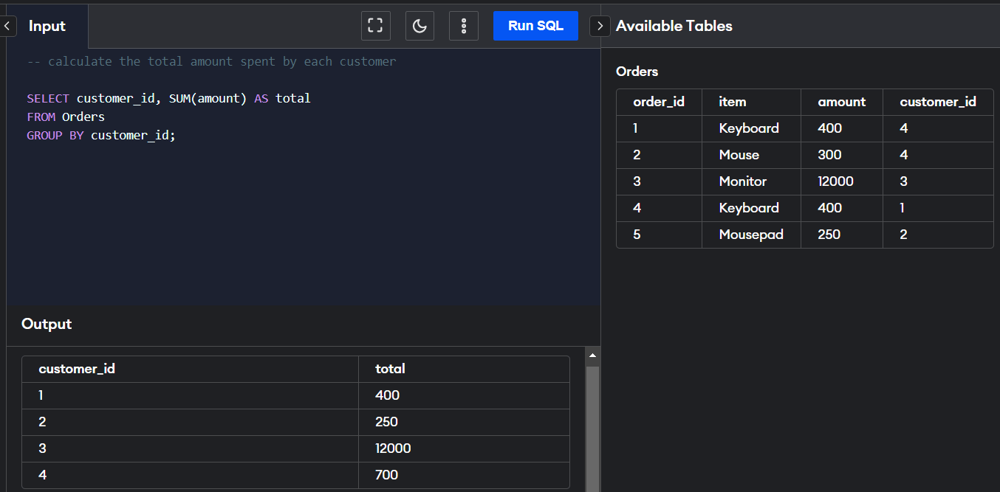 Input
Run SQL
-- calculate the total amount spent by each customer
SELECT customer_id, SUM(amount) AS total
FROM Orders
GROUP BY customer_id;
Output
customer_id total
1 400
2 250
3 12000
4 700
Available Tables
Orders
order_id item amount customer_id
1 Keyboard 400 4
2 Mouse 300 4
3 Monitor 12000 3
4 Keyboard 400 1
5 Mousepad 250 2